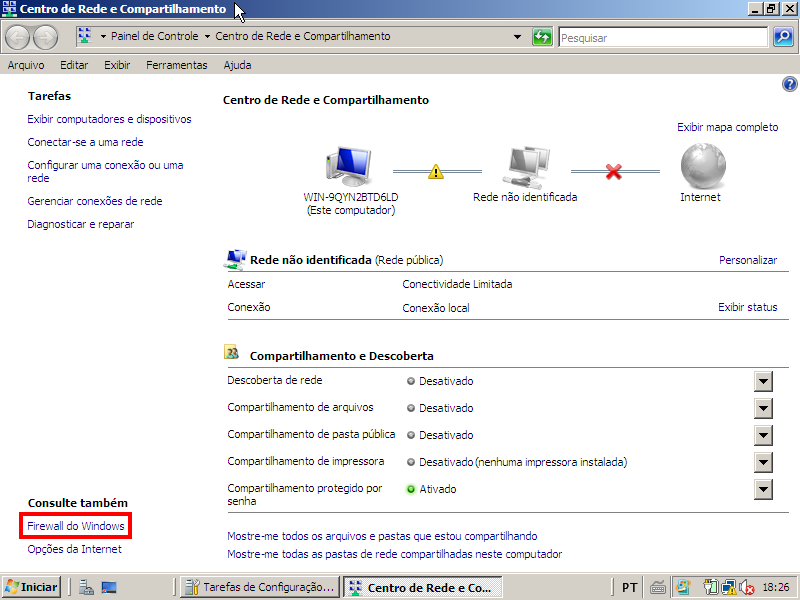 Centro de Rede e Compartilhamento
Painel de Controle
Centro de Rede e Compartilhamento
Pesquisar
Arquivo Editar Exibir Ferramentas Ajuda
Tarefas
Exibir computadores e dispositivos
Conectar-se a uma rede
Configurar uma conexão ou uma
rede
Gerenciar conexões de rede
Diagnosticar e reparar
Centro de Rede e Compartilhamento
Exibir mapa completo
WIN-9QYN2BTD6LD
(Este computador)
Rede não identificada
Internet
Rede não identificada (Rede pública) Personalizar
Acessar Conectividade Limitada
Conexão Conexão local Exibir status
Compartilhamento e Descoberta
Descoberta de rede Desativado
Compartilhamento de arquivos Desativado
Compartilhamento de pasta pública Desativado
Compartilhamento de impressora Desativado (nenhuma impressora instalada)
Compartilhamento protegido por
senha
Ativado
Mostre-me todos os arquivos e pastas que estou compartilhando
Mostre-me todas as pastas de rede compartilhadas neste computador
Consulte também
Firewall do Windows
Opções da Internet
Iniciar Tarefas de Configuração... Centro de Rede e Co... PT 18:26